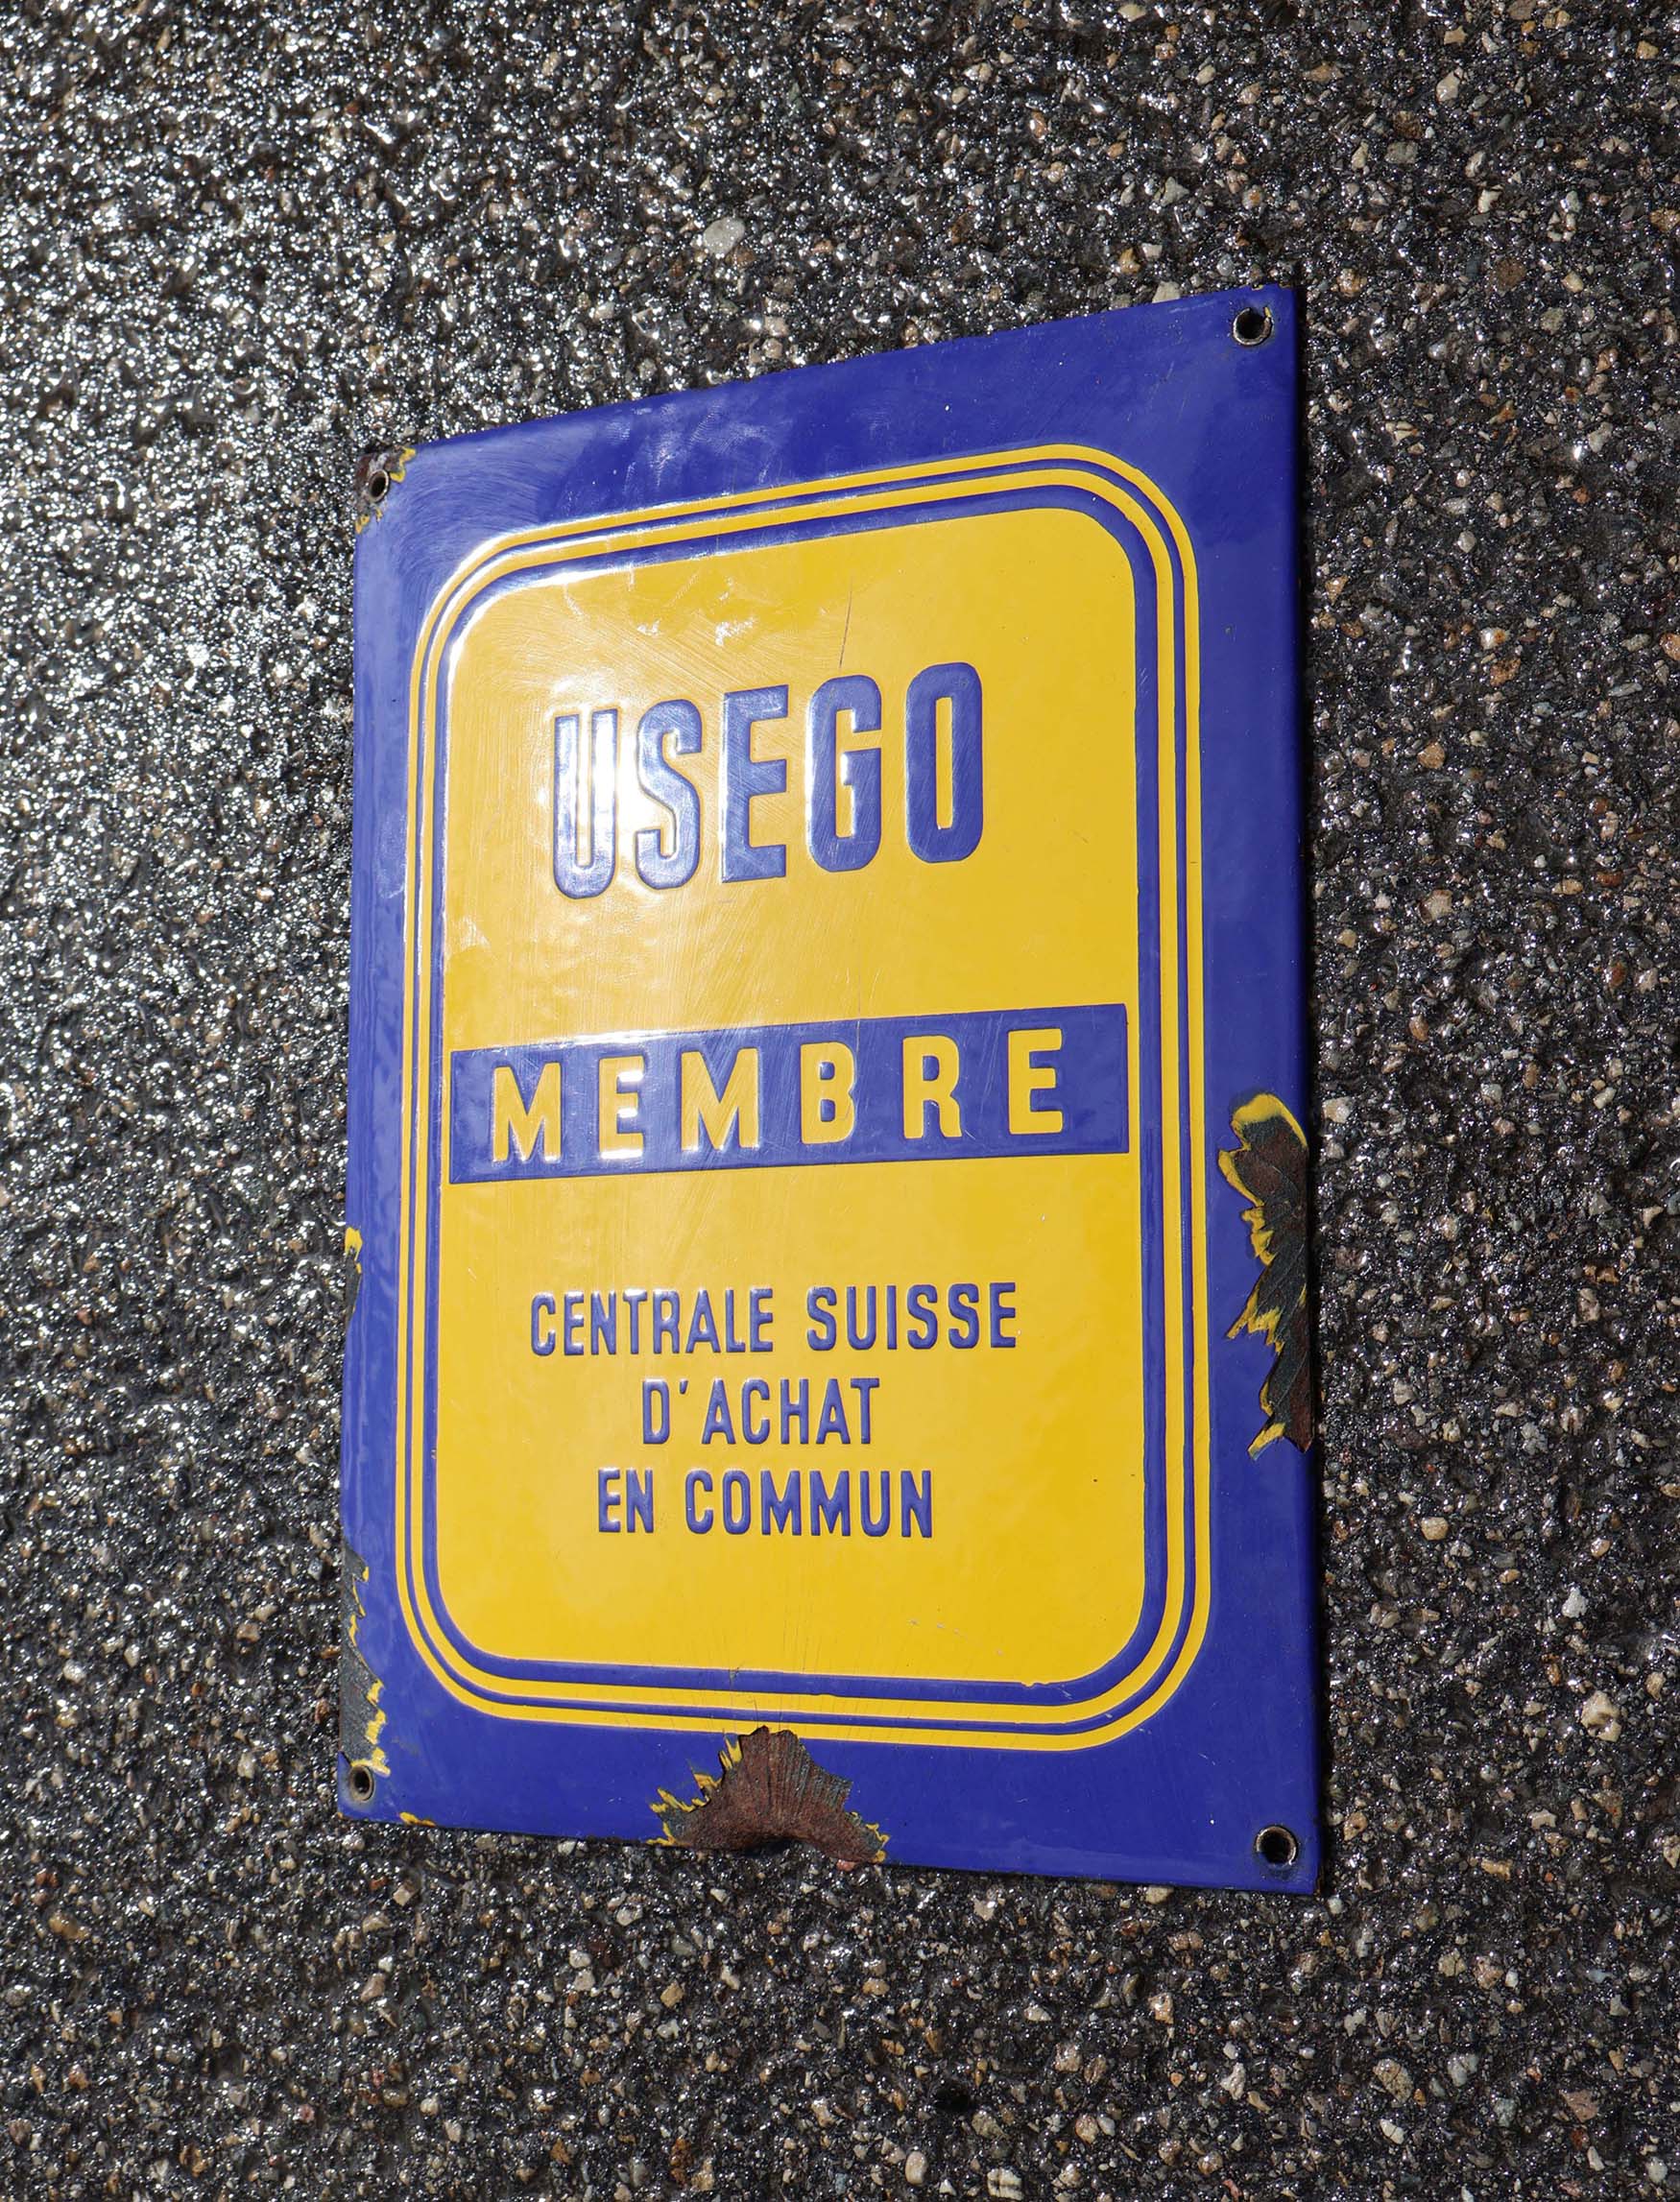 USEGO
MEMBRE
CENTRALE SUISSE
D'ACHAT
EN COMMUN